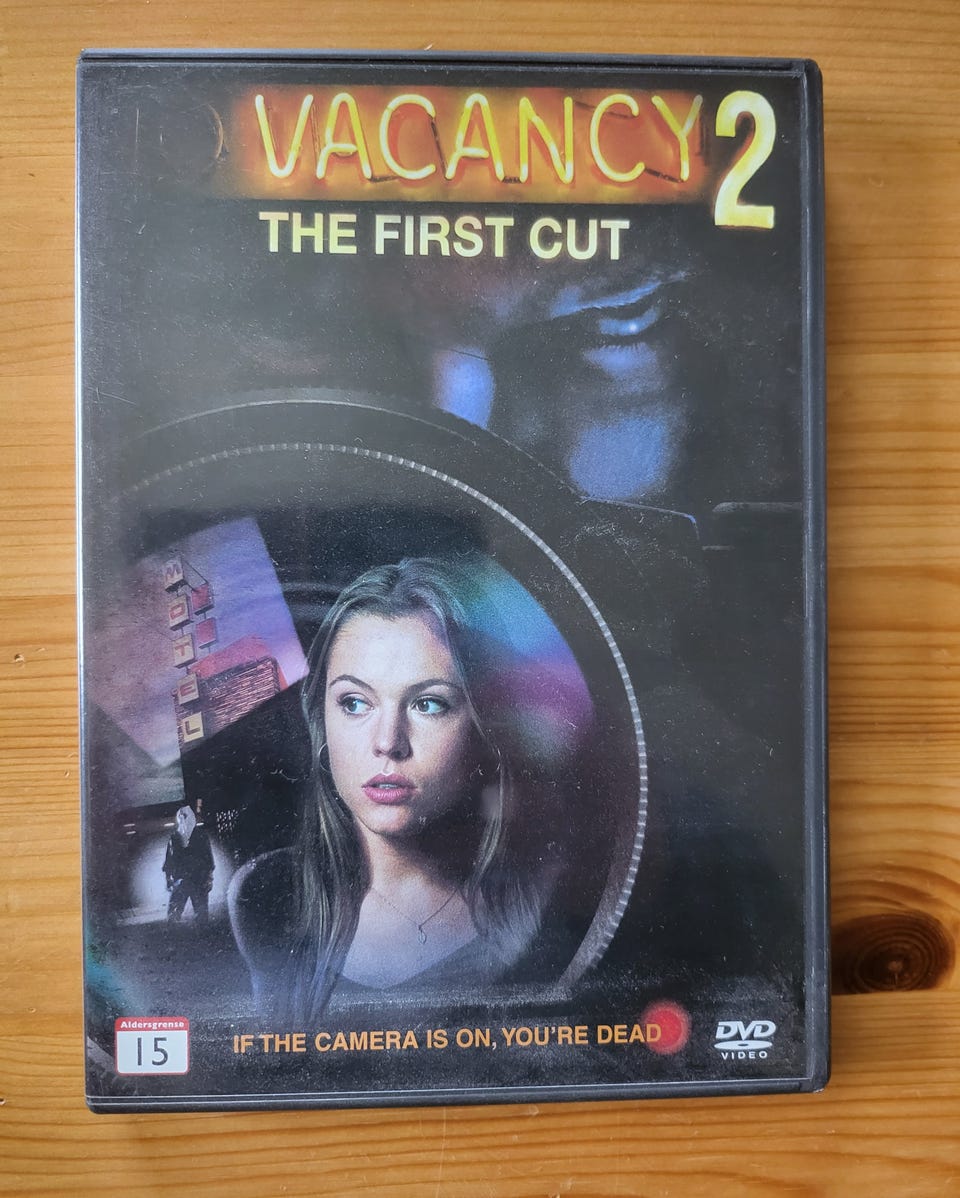 VACANCY 2
THE FIRST CUT
MOTEL
Aldersgrense
15
IF THE CAMERA IS ON, YOU'RE DEAD
DVD
VIDEO